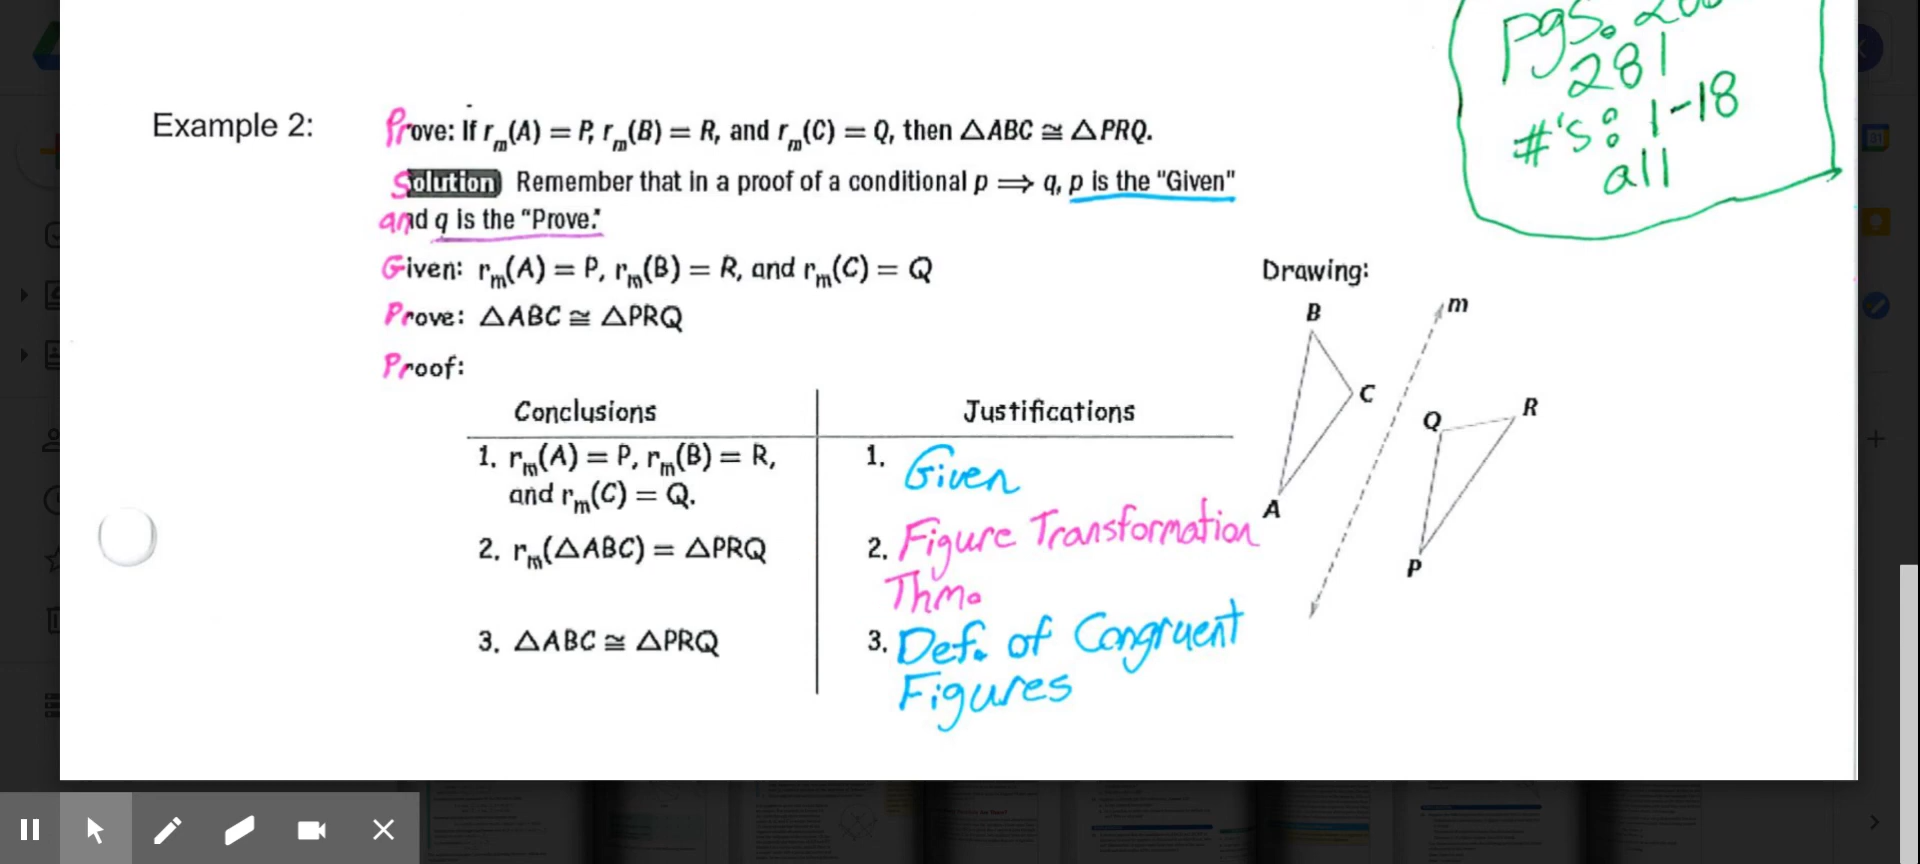 pgs.
281
#'s: 1-18
all
Example 2:
Prove: If rm(A) = P, rm(B) = R, and rm(C) = Q, then △ABC ≅ △PRQ.
Solution Remember that in a proof of a conditional p ⟹ q, p is the "Given"
and q is the "Prove."
Given: rm(A) = P, rm(B) = R, and rm(C) = Q
Prove: △ABC ≅ △PRQ
Proof:
Conclusions
Justifications
1. rm(A) = P, rm(B) = R,
and rm(C) = Q.
1. Given
2. rm(△ABC) = △PRQ
2. Figure Transformation
Thm.
3. △ABC ≅ △PRQ
3. Def. of Congruent
Figures
Drawing:
B
m
C
Q
R
A
P